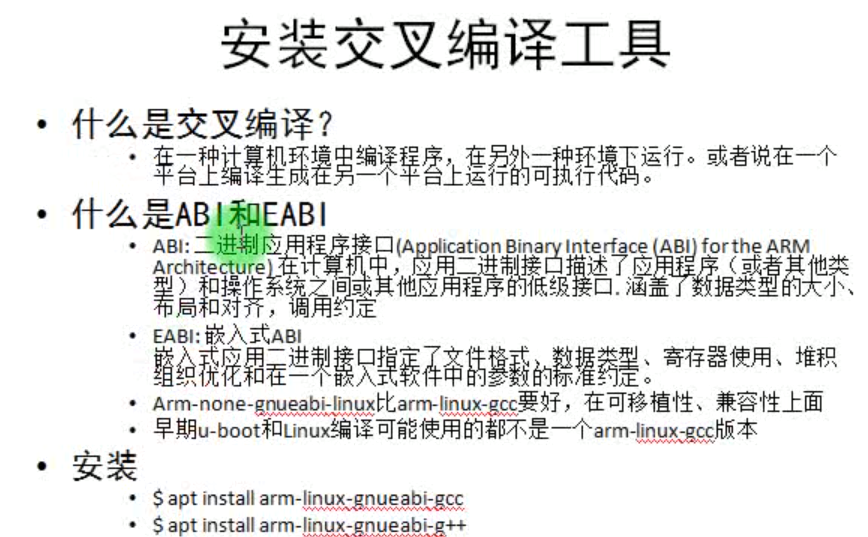 安装交叉编译工具
• 什么是交叉编译？
• 在一种计算机环境中编译程序，在另外一种环境下运行。或者说在一个
平台上编译生成在另一个平台上运行的可执行代码。
• 什么是ABI和EABI
• ABI: 二进制应用程序接口(Application Binary Interface (ABI) for the ARM
Architecture) 在计算机中，应用二进制接口描述了应用程序（或者其他类
型）和操作系统之间或其他应用程序的低级接口. 涵盖了数据类型的大小、
布局和对齐，调用约定
• EABI: 嵌入式ABI
嵌入式应用二进制接口指定了文件格式、数据类型、寄存器使用、堆积
组织优化和在一个嵌入式软件中的参数的标准约定。
• Arm-none-gnueabi-linux比arm-linux-gcc要好，在可移植性、兼容性上面
• 早期u-boot和Linux编译可能使用的都不是一个arm-linux-gcc版本
• 安装
• $ apt install arm-linux-gnueabi-gcc
• $ apt install arm-linux-gnueabi-g++